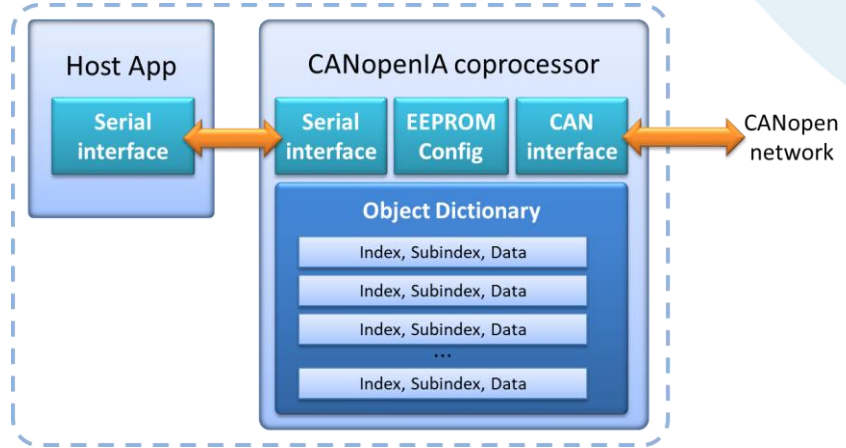 Host App
CANopenIA coprocessor
Serial
interface
Serial
interface
EEPROM
Config
CAN
interface
CANopen
network
Object Dictionary
Index, Subindex, Data
Index, Subindex, Data
Index, Subindex, Data
...
Index, Subindex, Data